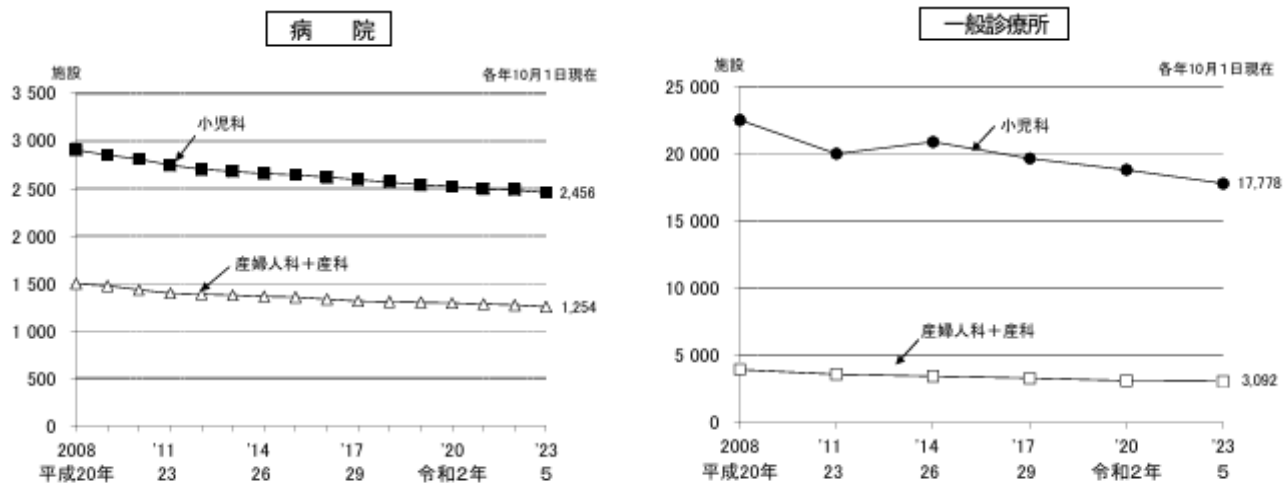 病　院
施設
各年10月1日現在
3 500
3 000
2 500
2 000
1 500
1 000
500
0
小児科
2,456
産婦人科＋産科
1,254
2008 '11 '14 '17 '20 '23
平成20年 23 26 29 令和2年 5
一般診療所
施設
各年10月1日現在
25 000
20 000
15 000
10 000
5 000
0
小児科
17,778
産婦人科＋産科
3,092
2008 '11 '14 '17 '20 '23
平成20年 23 26 29 令和2年 5